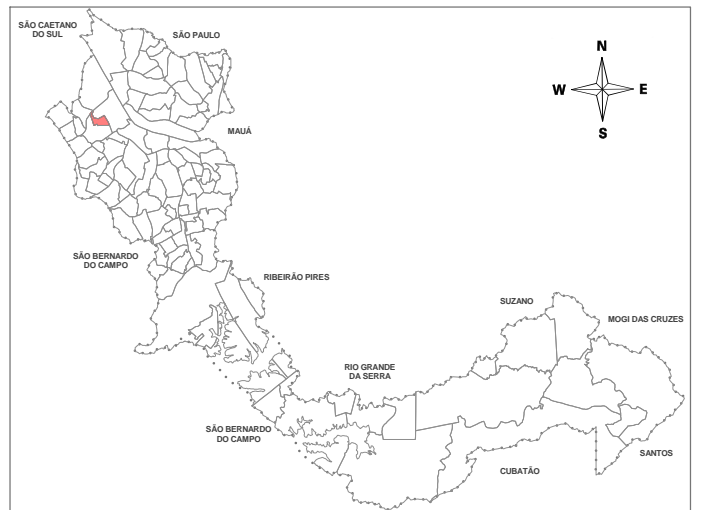 SÃO CAETANO
DO SUL
SÃO PAULO
N
W
E
S
MAUÁ
SÃO BERNARDO
DO CAMPO
RIBEIRÃO PIRES
SUZANO
MOGI DAS CRUZES
RIO GRANDE
DA SERRA
SÃO BERNARDO
DO CAMPO
SANTOS
CUBATÃO